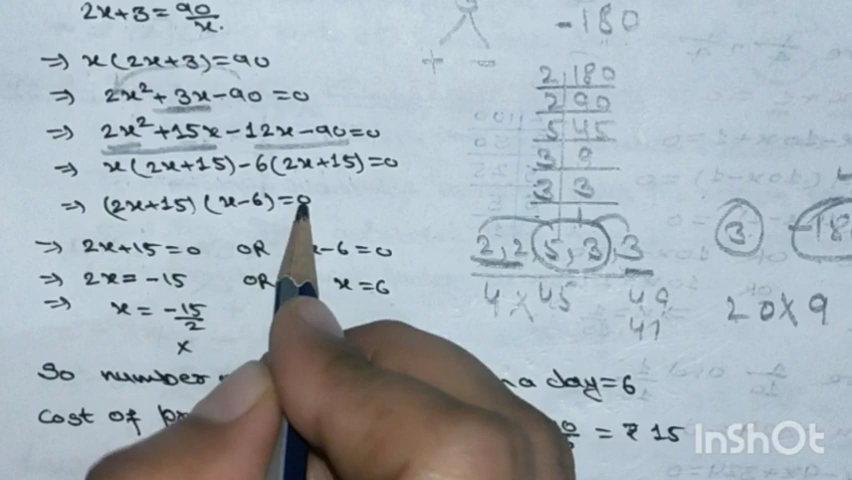 2x+3 = 90/x.
⇒ x(2x+3)=90
⇒ 2x²+3x-90=0
⇒ 2x²+15x-12x-90=0
⇒ x(2x+15)-6(2x+15)=0
⇒ (2x+15)(x-6)=0
⇒ 2x+15=0 OR x-6=0
⇒ 2x=-15 OR x=6
⇒ x=-15/2
×
So number a day=6
Cost of = ₹15
-180
+ -
2 180
2 90
5 45
3 9
3 3
1
2,2,5,3,3
4 × 45 49
41
3 -180
20×9
InShOt